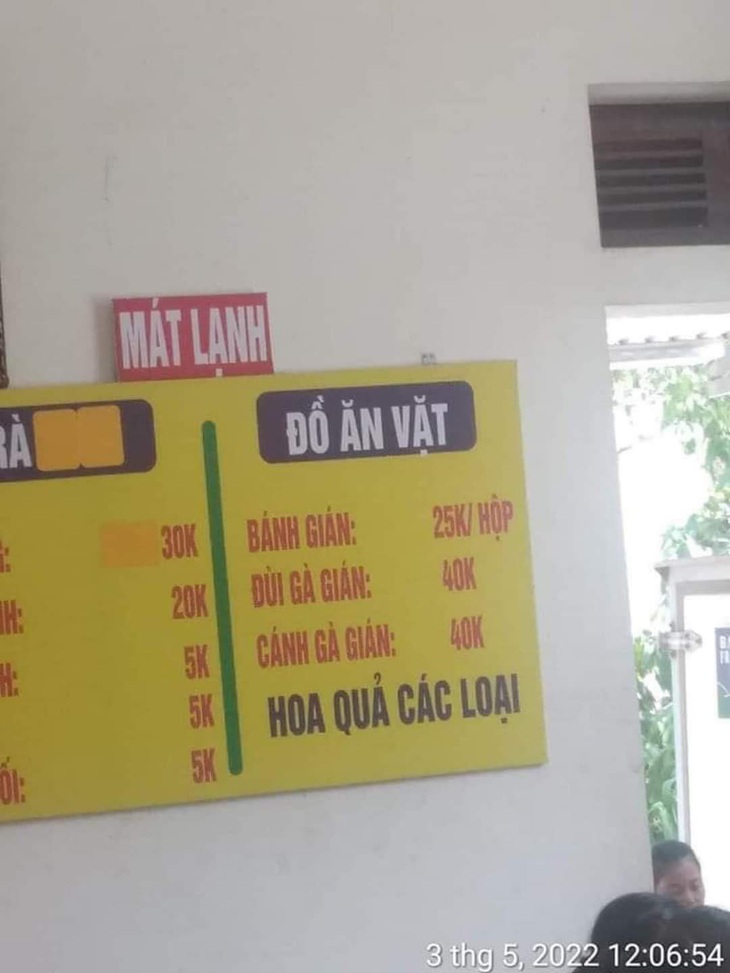 MÁT LẠNH
RÀ
30K
20K
5K
5K
5K
ĐỒ ĂN VẶT
BÁNH GIÁN: 25K/ HỘP
ĐÙI GÀ GIÁN: 40K
CÁNH GÀ GIÁN: 40K
HOA QUẢ CÁC LOẠI
3 thg 5, 2022 12:06:54